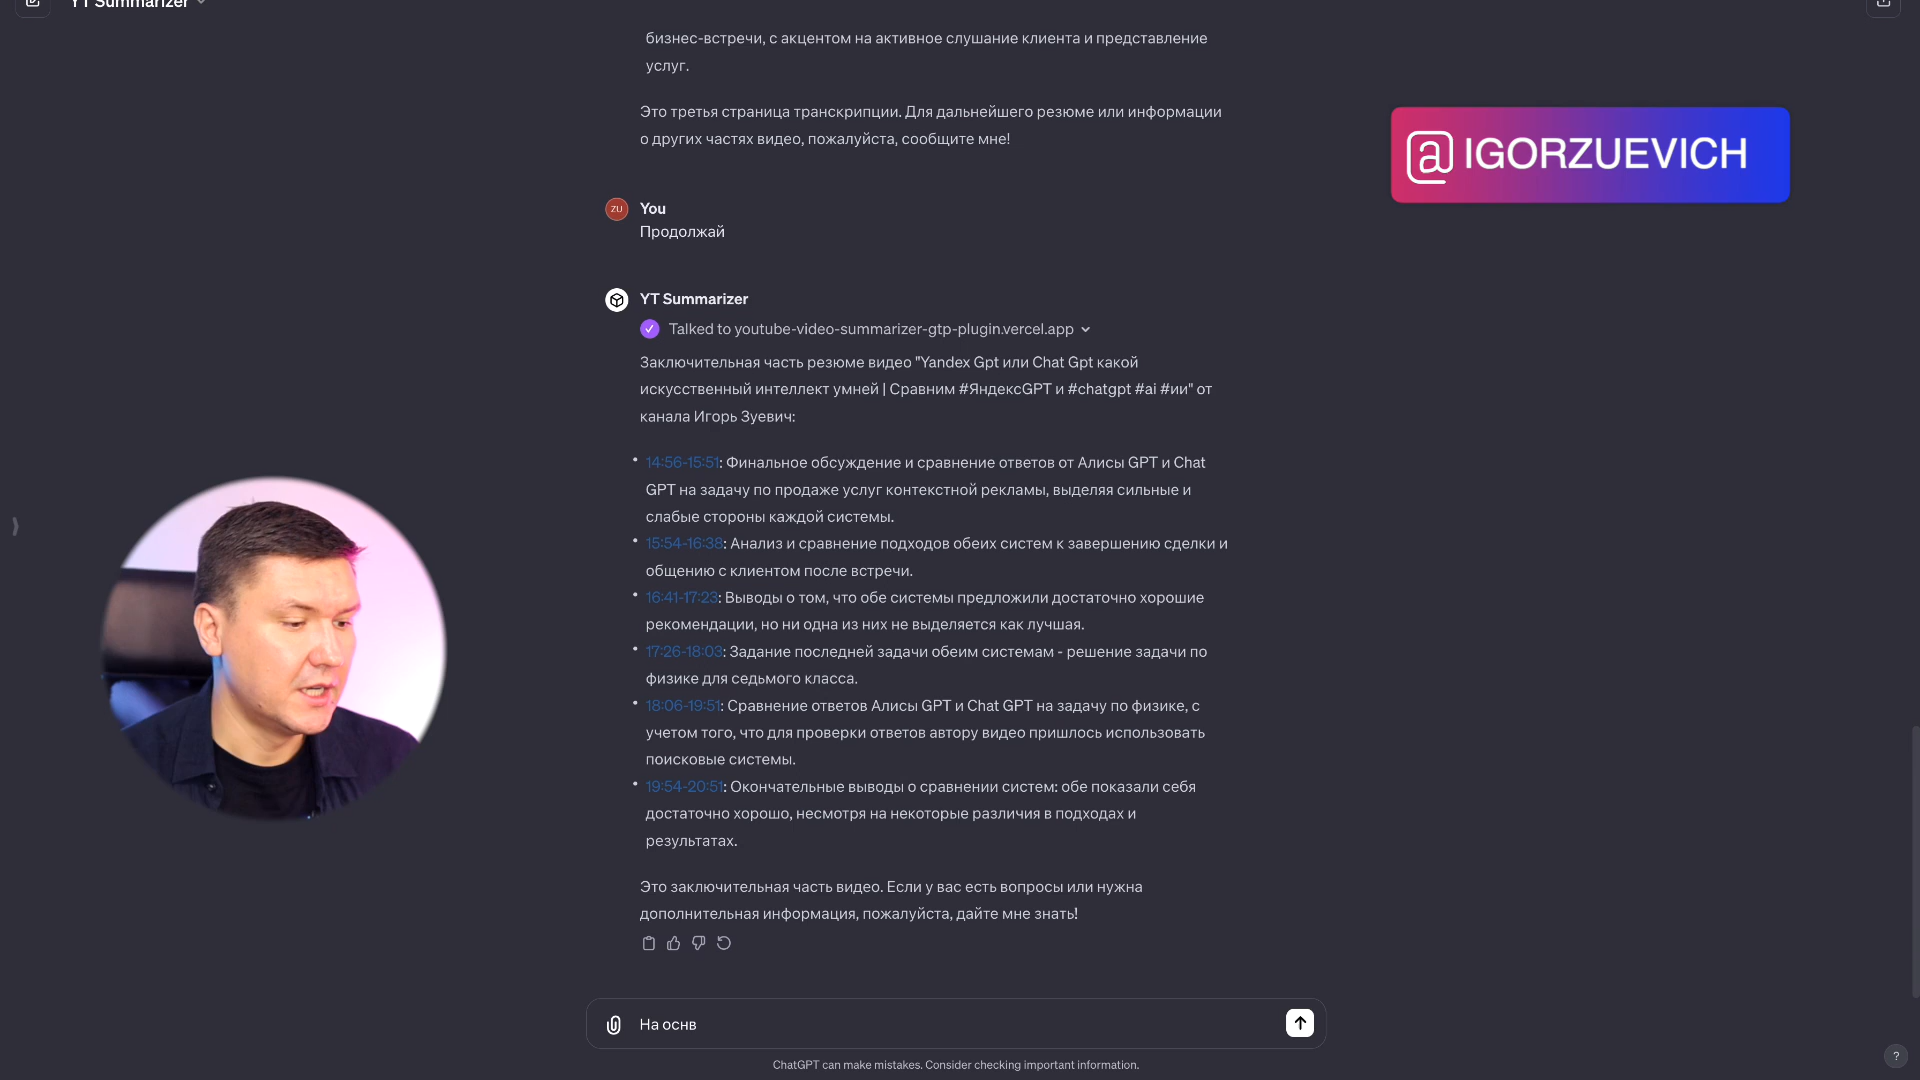 YT Summarizer
бизнес-встречи, с акцентом на активное слушание клиента и представление
услуг.
Это третья страница транскрипции. Для дальнейшего резюме или информации
о других частях видео, пожалуйста, сообщите мне!
@IGORZUEVICH
ZU
You
Продолжай
YT Summarizer
Talked to youtube-video-summarizer-gtp-plugin.vercel.app
Заключительная часть резюме видео "Yandex Gpt или Chat Gpt какой
искусственный интеллект умней | Сравним #ЯндексGPT и #chatgpt #ai #ии" от
канала Игорь Зуевич:
• 14:56-15:51: Финальное обсуждение и сравнение ответов от Алисы GPT и Chat
GPT на задачу по продаже услуг контекстной рекламы, выделяя сильные и
слабые стороны каждой системы.
• 15:54-16:38: Анализ и сравнение подходов обеих систем к завершению сделки и
общению с клиентом после встречи.
• 16:41-17:23: Выводы о том, что обе системы предложили достаточно хорошие
рекомендации, но ни одна из них не выделяется как лучшая.
• 17:26-18:03: Задание последней задачи обеим системам - решение задачи по
физике для седьмого класса.
• 18:06-19:51: Сравнение ответов Алисы GPT и Chat GPT на задачу по физике, с
учетом того, что для проверки ответов автору видео пришлось использовать
поисковые системы.
• 19:54-20:51: Окончательные выводы о сравнении систем: обе показали себя
достаточно хорошо, несмотря на некоторые различия в подходах и
результатах.
Это заключительная часть видео. Если у вас есть вопросы или нужна
дополнительная информация, пожалуйста, дайте мне знать!
На оснв
ChatGPT can make mistakes. Consider checking important information.
?